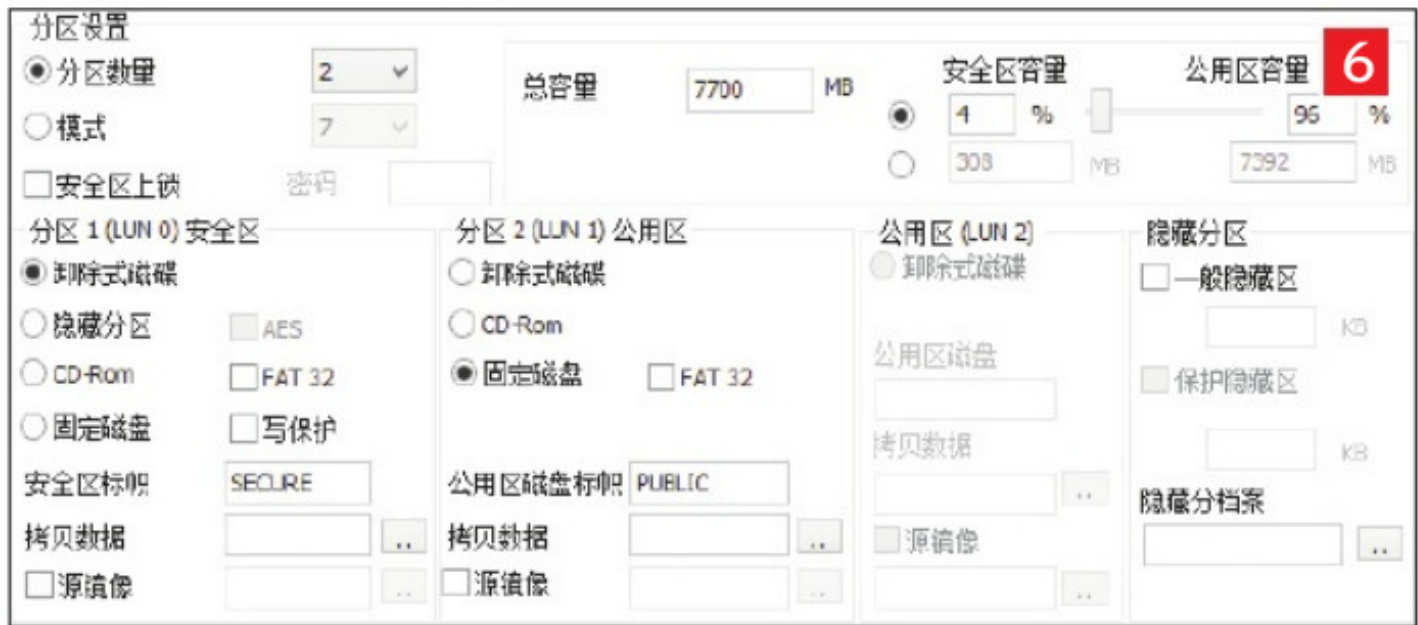 分区设置
分区数量 2
模式 7
安全区上锁 密码
总容量 7700 MB
安全区容量 公用区容量 6
4 % 96 %
308 MB 7392 MB
分区 1 (LUN 0) 安全区
卸除式磁碟
隐藏分区 AES
CD-Rom FAT 32
固定磁盘 写保护
安全区标帜 SECURE
拷贝数据 ..
源镜像 ..
分区 2 (LUN 1) 公用区
卸除式磁碟
CD-Rom
固定磁盘 FAT 32
公用区磁盘标帜 PUBLIC
拷贝数据 ..
源镜像 ..
公用区 (LUN 2)
卸除式磁碟
公用区磁盘
拷贝数据
..
源镜像
..
隐藏分区
一般隐藏区
KB
保护隐藏区
KB
隐藏分档案
..